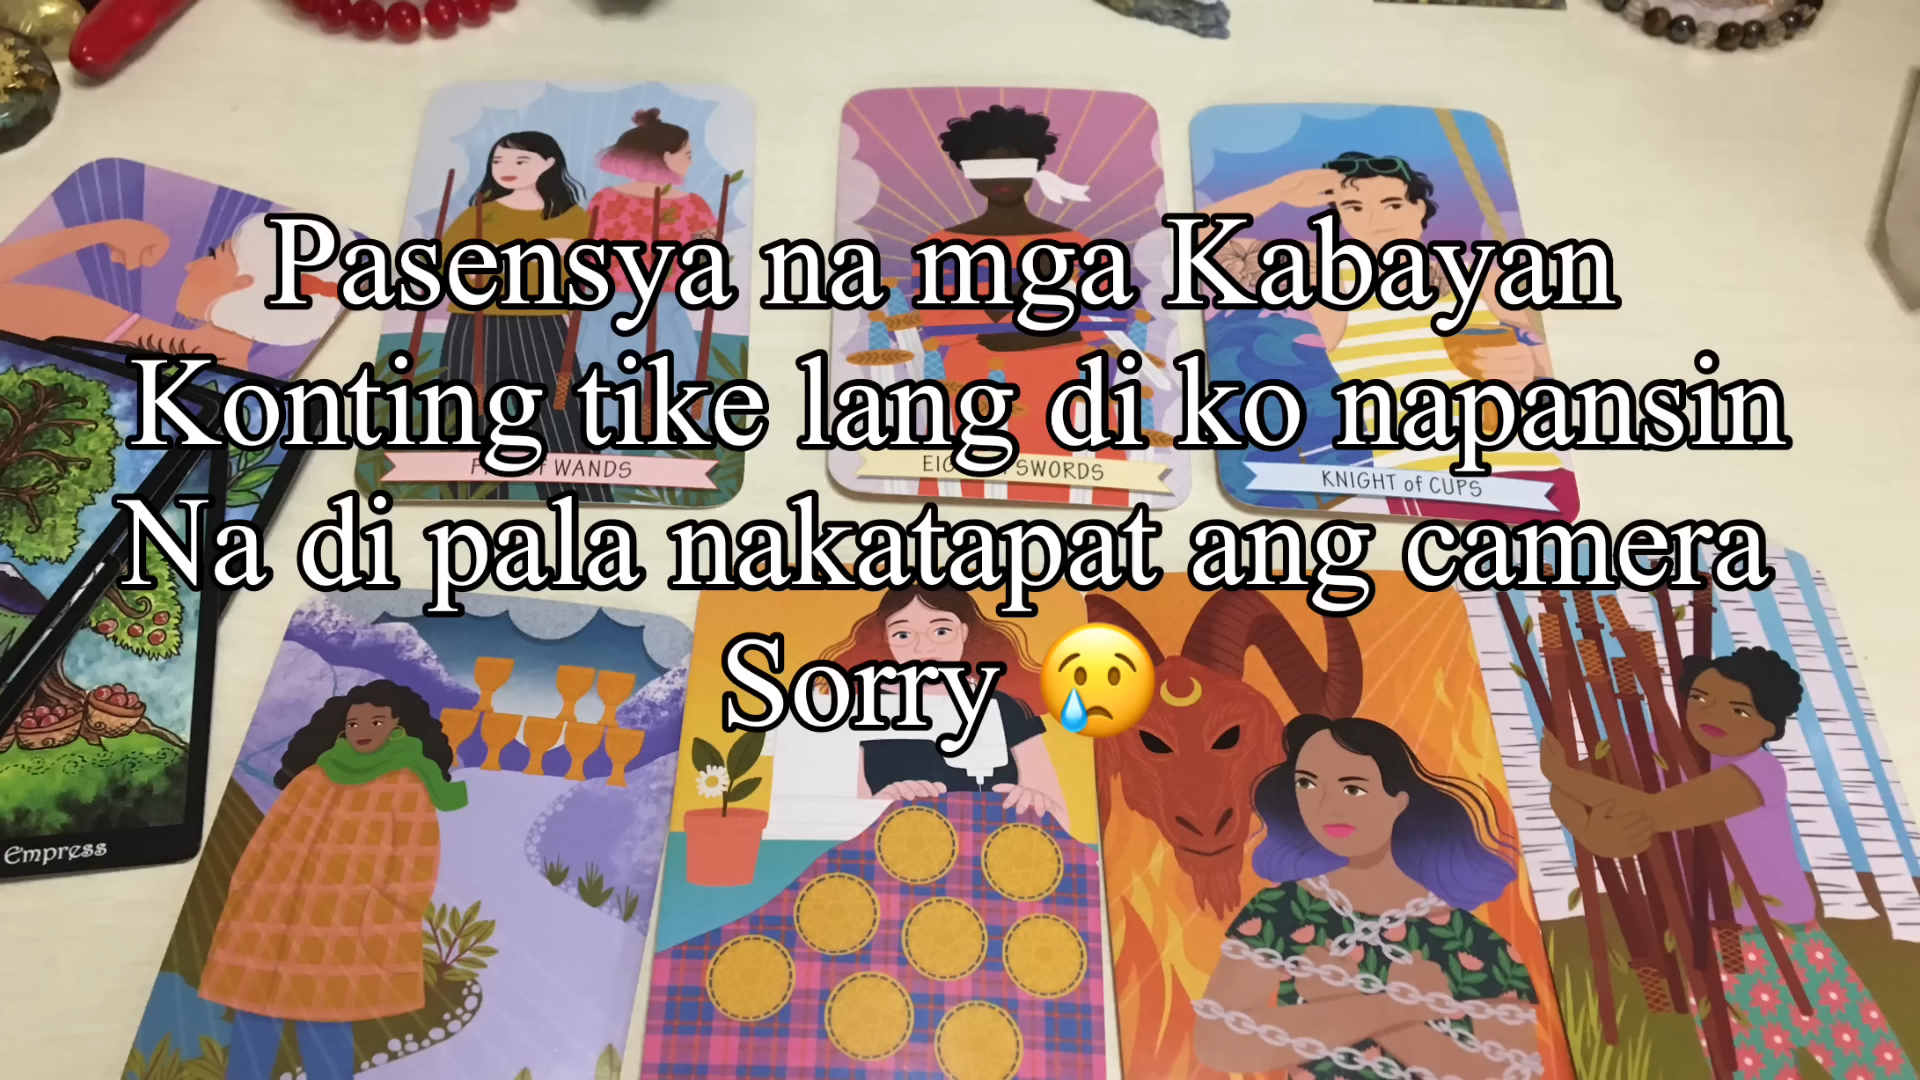 Pasensya na mga Kabayan
Konting tike lang di ko napansin
Na di pala nakatapat ang camera
Sorry 😢
WANDS
SWORDS
KNIGHT of CUPS
Empress